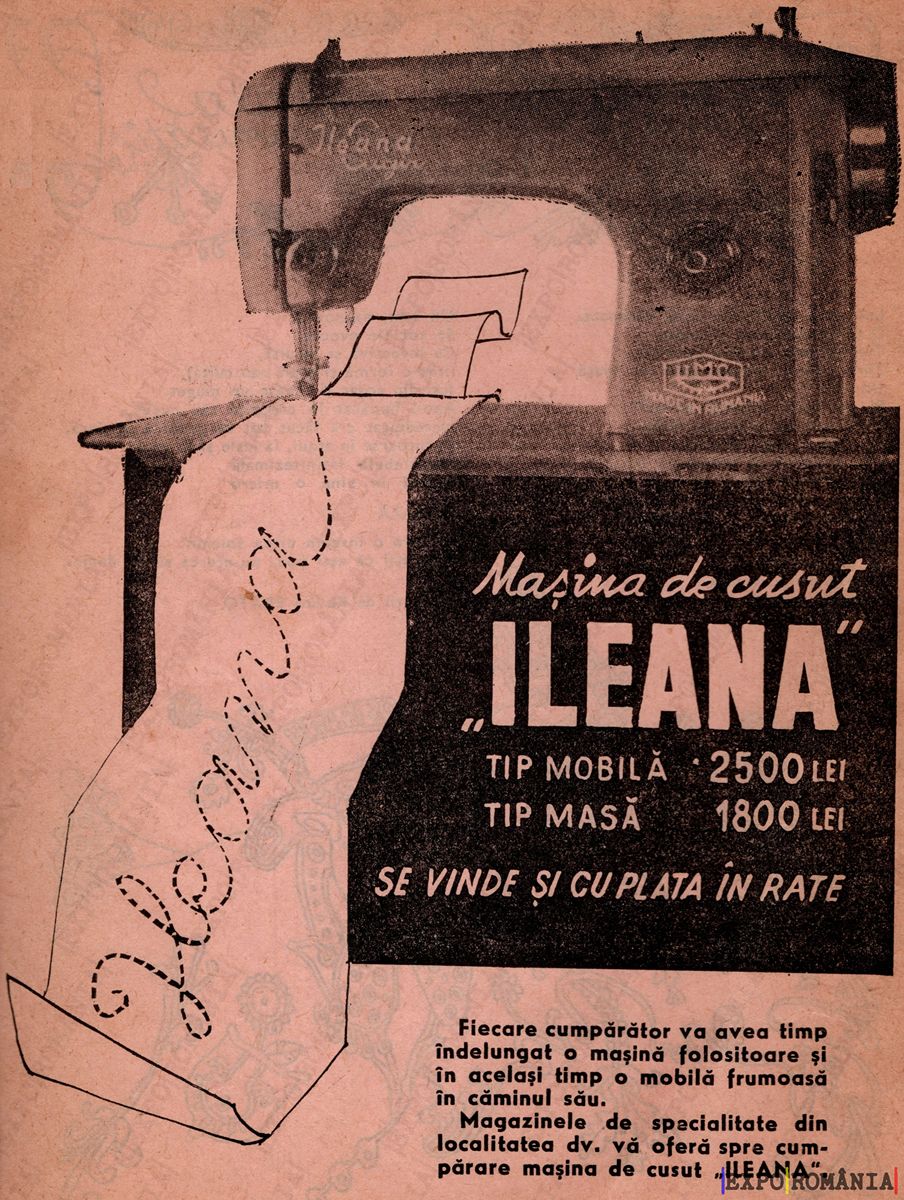 Ileana
MADE IN ROMANIA
Ileana
Mașina de cusut
„ILEANA”
TIP MOBILĂ · 2500 LEI
TIP MASĂ 1800 LEI
SE VINDE ȘI CU PLATA ÎN RATE
Fiecare cumpărător va avea timp
îndelungat o mașină folositoare și
în același timp o mobilă frumoasă
în căminul său.
Magazinele de specialitate din
localitatea dv. vă oferă spre cum-
părare mașina de cusut „ILEANA”.
EXPO ROMÂNIA